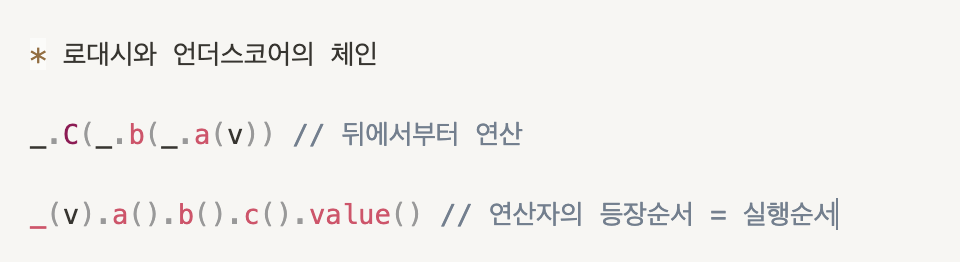 * 로대시와 언더스코어의 체인
_.C(_.b(_.a(v)) // 뒤에서부터 연산
_(v).a().b().c().value() // 연산자의 등장순서 = 실행순서